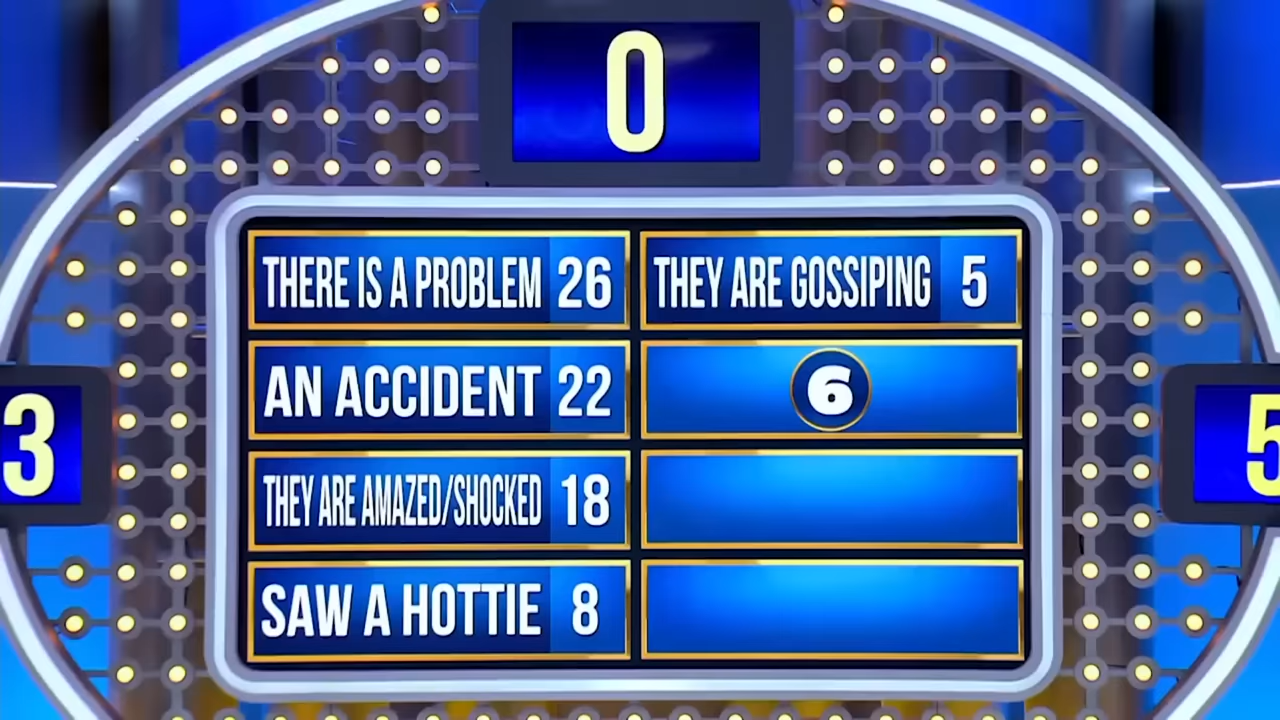 0
THERE IS A PROBLEM 26
THEY ARE GOSSIPING 5
AN ACCIDENT 22
6
THEY ARE AMAZED/SHOCKED 18
SAW A HOTTIE 8
3
5